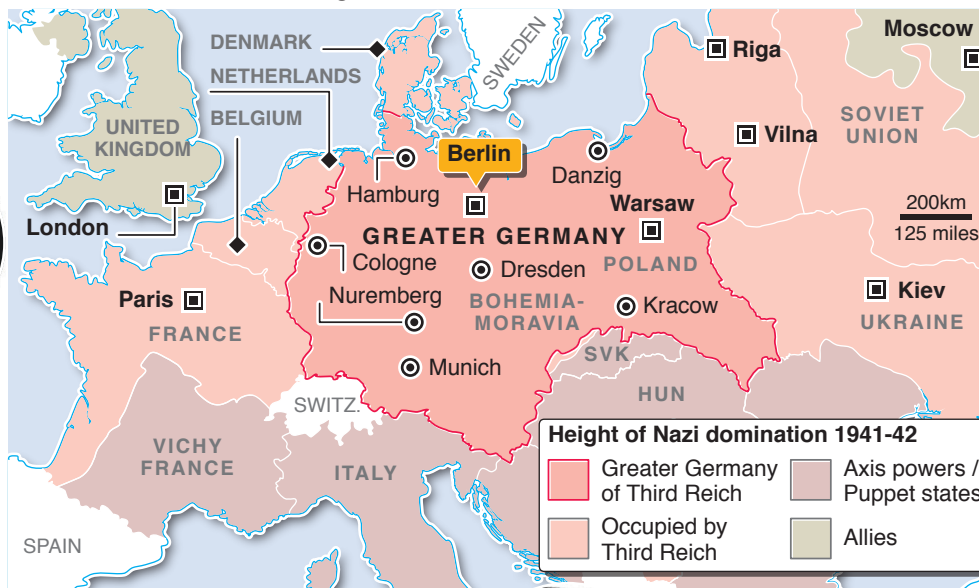 DENMARK
NETHERLANDS
BELGIUM
SWEDEN
Riga
Moscow
UNITED
KINGDOM
SOVIET
UNION
Vilna
Berlin
Hamburg
Danzig
London
Warsaw
200km
125 miles
GREATER GERMANY
Cologne
Dresden
POLAND
Paris
Nuremberg
BOHEMIA-
MORAVIA
Kracow
Kiev
FRANCE
UKRAINE
Munich
SVK
HUN
SWITZ.
VICHY
FRANCE
ITALY
SPAIN
Height of Nazi domination 1941-42
Greater Germany
of Third Reich
Axis powers /
Puppet states
Occupied by
Third Reich
Allies